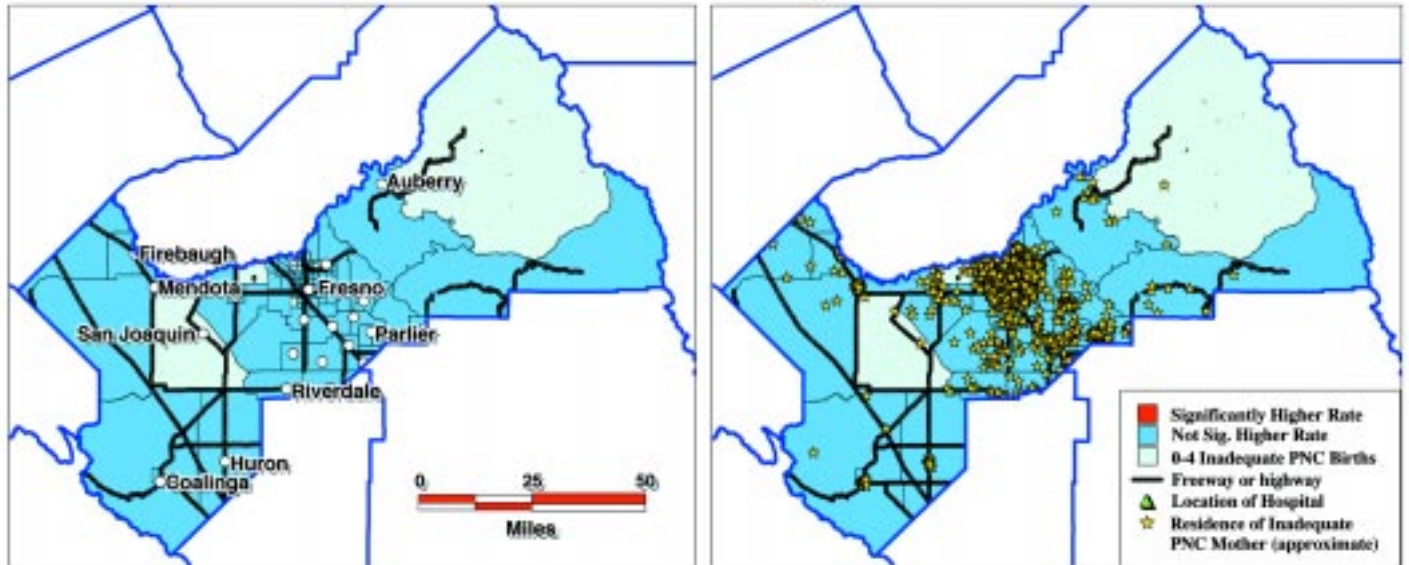 Auberry
Firebaugh
Mendota
Fresno
San Joaquin
Parlier
Riverdale
Huron
Coalinga
0 25 50
Miles
Significantly Higher Rate
Not Sig. Higher Rate
0-4 Inadequate PNC Births
Freeway or highway
Location of Hospital
Residence of Inadequate
PNC Mother (approximate)